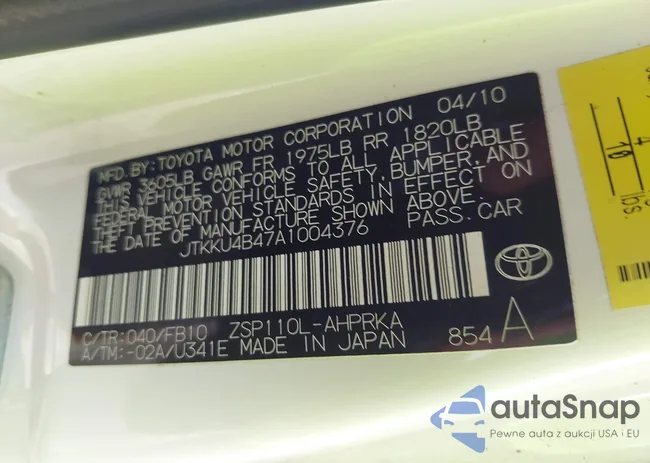 MFD. BY: TOYOTA MOTOR CORPORATION 04/10
GVWR 3605LB GAWR FR 1975LB RR 1820LB
THIS VEHICLE CONFORMS TO ALL APPLICABLE
FEDERAL MOTOR VEHICLE SAFETY, BUMPER, AND
THEFT PREVENTION STANDARDS IN EFFECT ON
THE DATE OF MANUFACTURE SHOWN ABOVE.
JTKKU4B47A1004376 PASS. CAR
C/TR: 040/FB10 ZSP110L-AHPRKA
A/TM: -02A/U341E MADE IN JAPAN 854 A
4
10
lbs.
autaSnap
Pewne auta z aukcji USA i EU